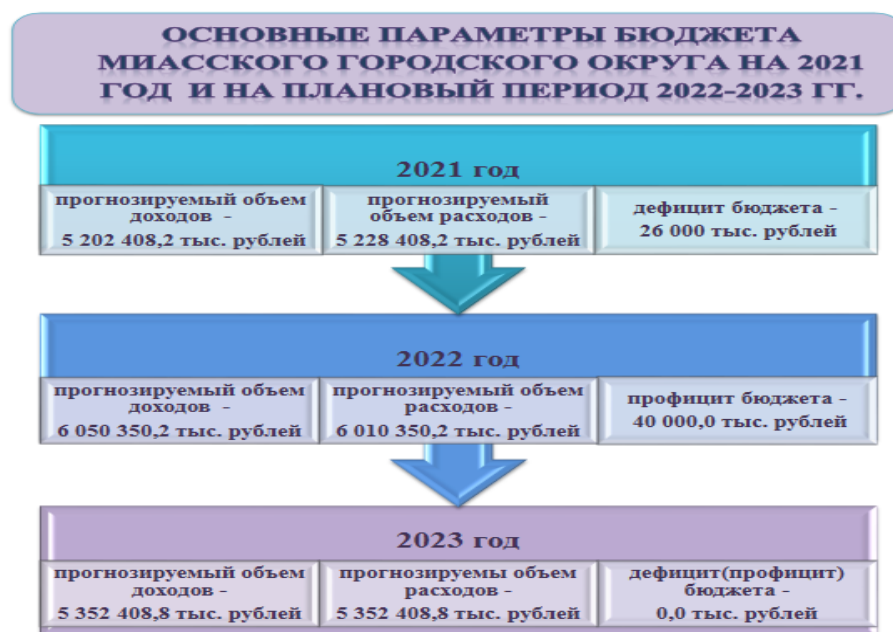 ОСНОВНЫЕ ПАРАМЕТРЫ БЮДЖЕТА
МИАССКОГО ГОРОДСКОГО ОКРУГА НА 2021
ГОД И НА ПЛАНОВЫЙ ПЕРИОД 2022-2023 ГГ.
2021 год
прогнозируемый объем
доходов -
5 202 408,2 тыс. рублей
прогнозируемый
объем расходов -
5 228 408,2 тыс. рублей
дефицит бюджета -
26 000 тыс. рублей
2022 год
прогнозируемый объем
доходов -
6 050 350,2 тыс. рублей
прогнозируемый объем
расходов -
6 010 350,2 тыс. рублей
профицит бюджета -
40 000,0 тыс. рублей
2023 год
прогнозируемый объем
доходов -
5 352 408,8 тыс. рублей
прогнозируемы объем
расходов -
5 352 408,8 тыс. рублей
дефицит(профицит)
бюджета -
0,0 тыс. рублей